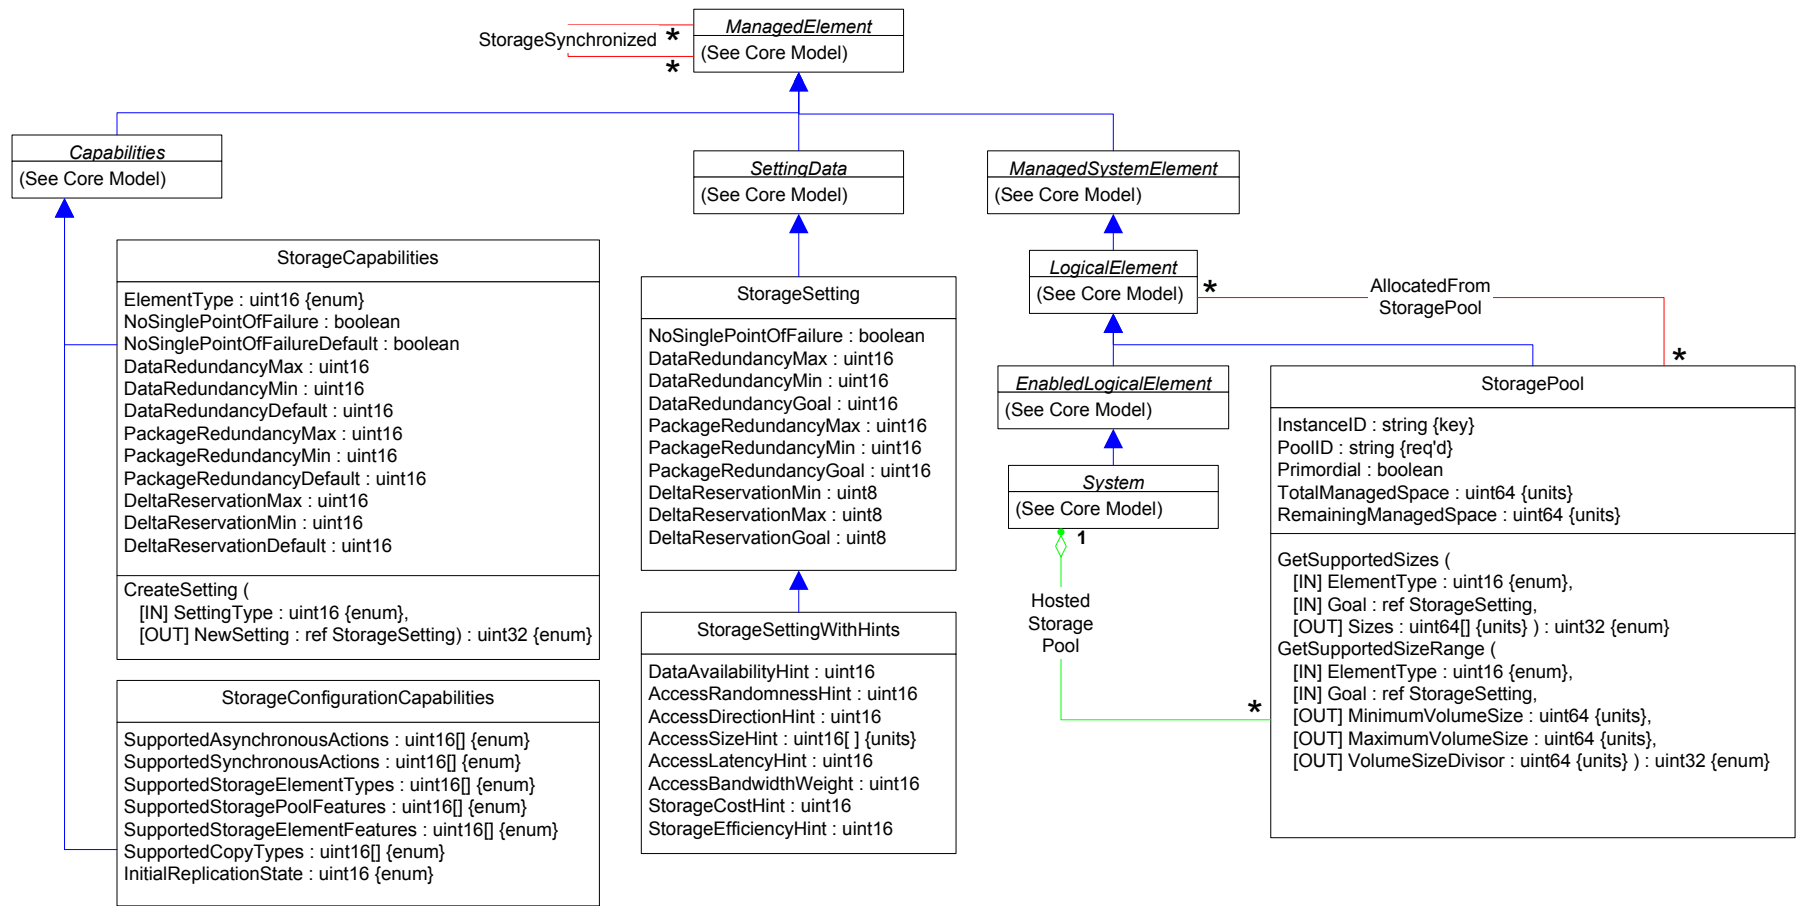 ManagedElement
(See Core Model)
StorageSynchronized
*
*
Capabilities
(See Core Model)
SettingData
(See Core Model)
ManagedSystemElement
(See Core Model)
StorageCapabilities
ElementType : uint16 {enum}
NoSinglePointOfFailure : boolean
NoSinglePointOfFailureDefault : boolean
DataRedundancyMax : uint16
DataRedundancyMin : uint16
DataRedundancyDefault : uint16
PackageRedundancyMax : uint16
PackageRedundancyMin : uint16
PackageRedundancyDefault : uint16
DeltaReservationMax : uint16
DeltaReservationMin : uint16
DeltaReservationDefault : uint16
CreateSetting (
[IN] SettingType : uint16 {enum},
[OUT] NewSetting : ref StorageSetting) : uint32 {enum}
StorageConfigurationCapabilities
SupportedAsynchronousActions : uint16[] {enum}
SupportedSynchronousActions : uint16[] {enum}
SupportedStorageElementTypes : uint16[] {enum}
SupportedStoragePoolFeatures : uint16[] {enum}
SupportedStorageElementFeatures : uint16[] {enum}
SupportedCopyTypes : uint16[] {enum}
InitialReplicationState : uint16 {enum}
StorageSetting
NoSinglePointOfFailure : boolean
DataRedundancyMax : uint16
DataRedundancyMin : uint16
DataRedundancyGoal : uint16
PackageRedundancyMax : uint16
PackageRedundancyMin : uint16
PackageRedundancyGoal : uint16
DeltaReservationMin : uint8
DeltaReservationMax : uint8
DeltaReservationGoal : uint8
StorageSettingWithHints
DataAvailabilityHint : uint16
AccessRandomnessHint : uint16
AccessDirectionHint : uint16
AccessSizeHint : uint16[ ] {units}
AccessLatencyHint : uint16
AccessBandwidthWeight : uint16
StorageCostHint : uint16
StorageEfficiencyHint : uint16
LogicalElement
(See Core Model)
*
AllocatedFrom
StoragePool
*
EnabledLogicalElement
(See Core Model)
System
(See Core Model)
1
Hosted
Storage
Pool
*
StoragePool
InstanceID : string {key}
PoolID : string {req'd}
Primordial : boolean
TotalManagedSpace : uint64 {units}
RemainingManagedSpace : uint64 {units}
GetSupportedSizes (
[IN] ElementType : uint16 {enum},
[IN] Goal : ref StorageSetting,
[OUT] Sizes : uint64[] {units} ) : uint32 {enum}
GetSupportedSizeRange (
[IN] ElementType : uint16 {enum},
[IN] Goal : ref StorageSetting,
[OUT] MinimumVolumeSize : uint64 {units},
[OUT] MaximumVolumeSize : uint64 {units},
[OUT] VolumeSizeDivisor : uint64 {units} ) : uint32 {enum}